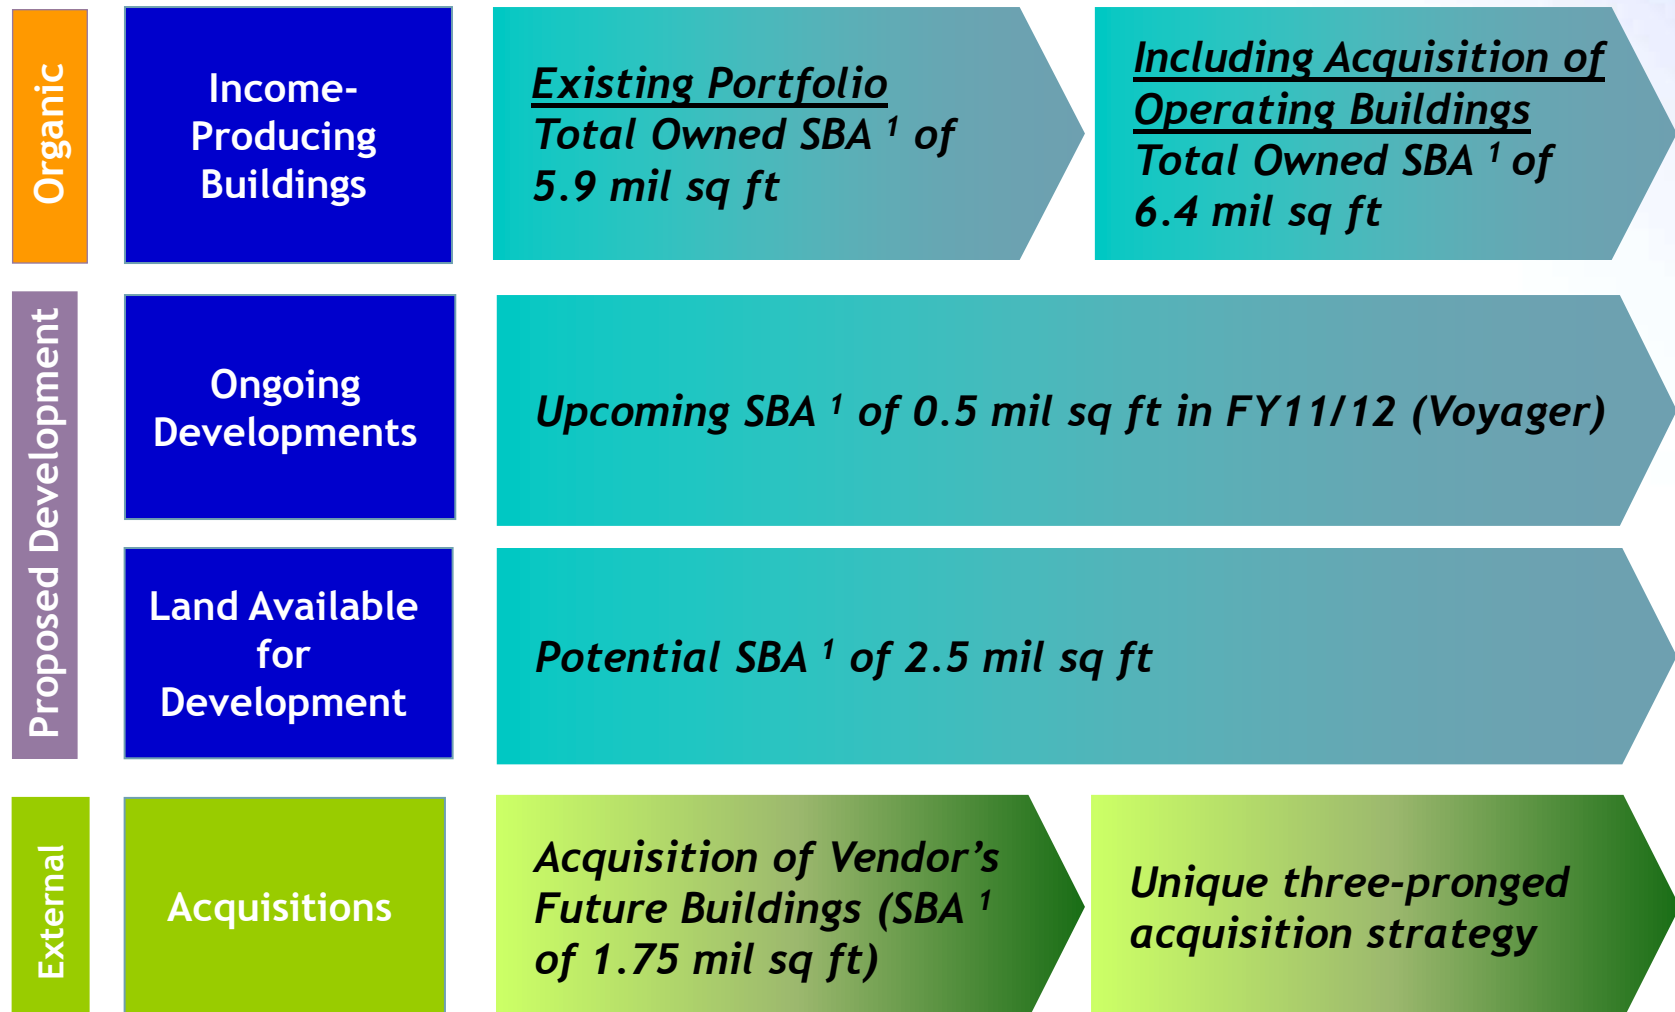 Organic
Income-
Producing
Buildings
Existing Portfolio
Total Owned SBA 1 of
5.9 mil sq ft
Including Acquisition of
Operating Buildings
Total Owned SBA 1 of
6.4 mil sq ft
Proposed Development
Ongoing
Developments
Upcoming SBA 1 of 0.5 mil sq ft in FY11/12 (Voyager)
Land Available
for
Development
Potential SBA 1 of 2.5 mil sq ft
External
Acquisitions
Acquisition of Vendor’s
Future Buildings (SBA 1
of 1.75 mil sq ft)
Unique three-pronged
acquisition strategy